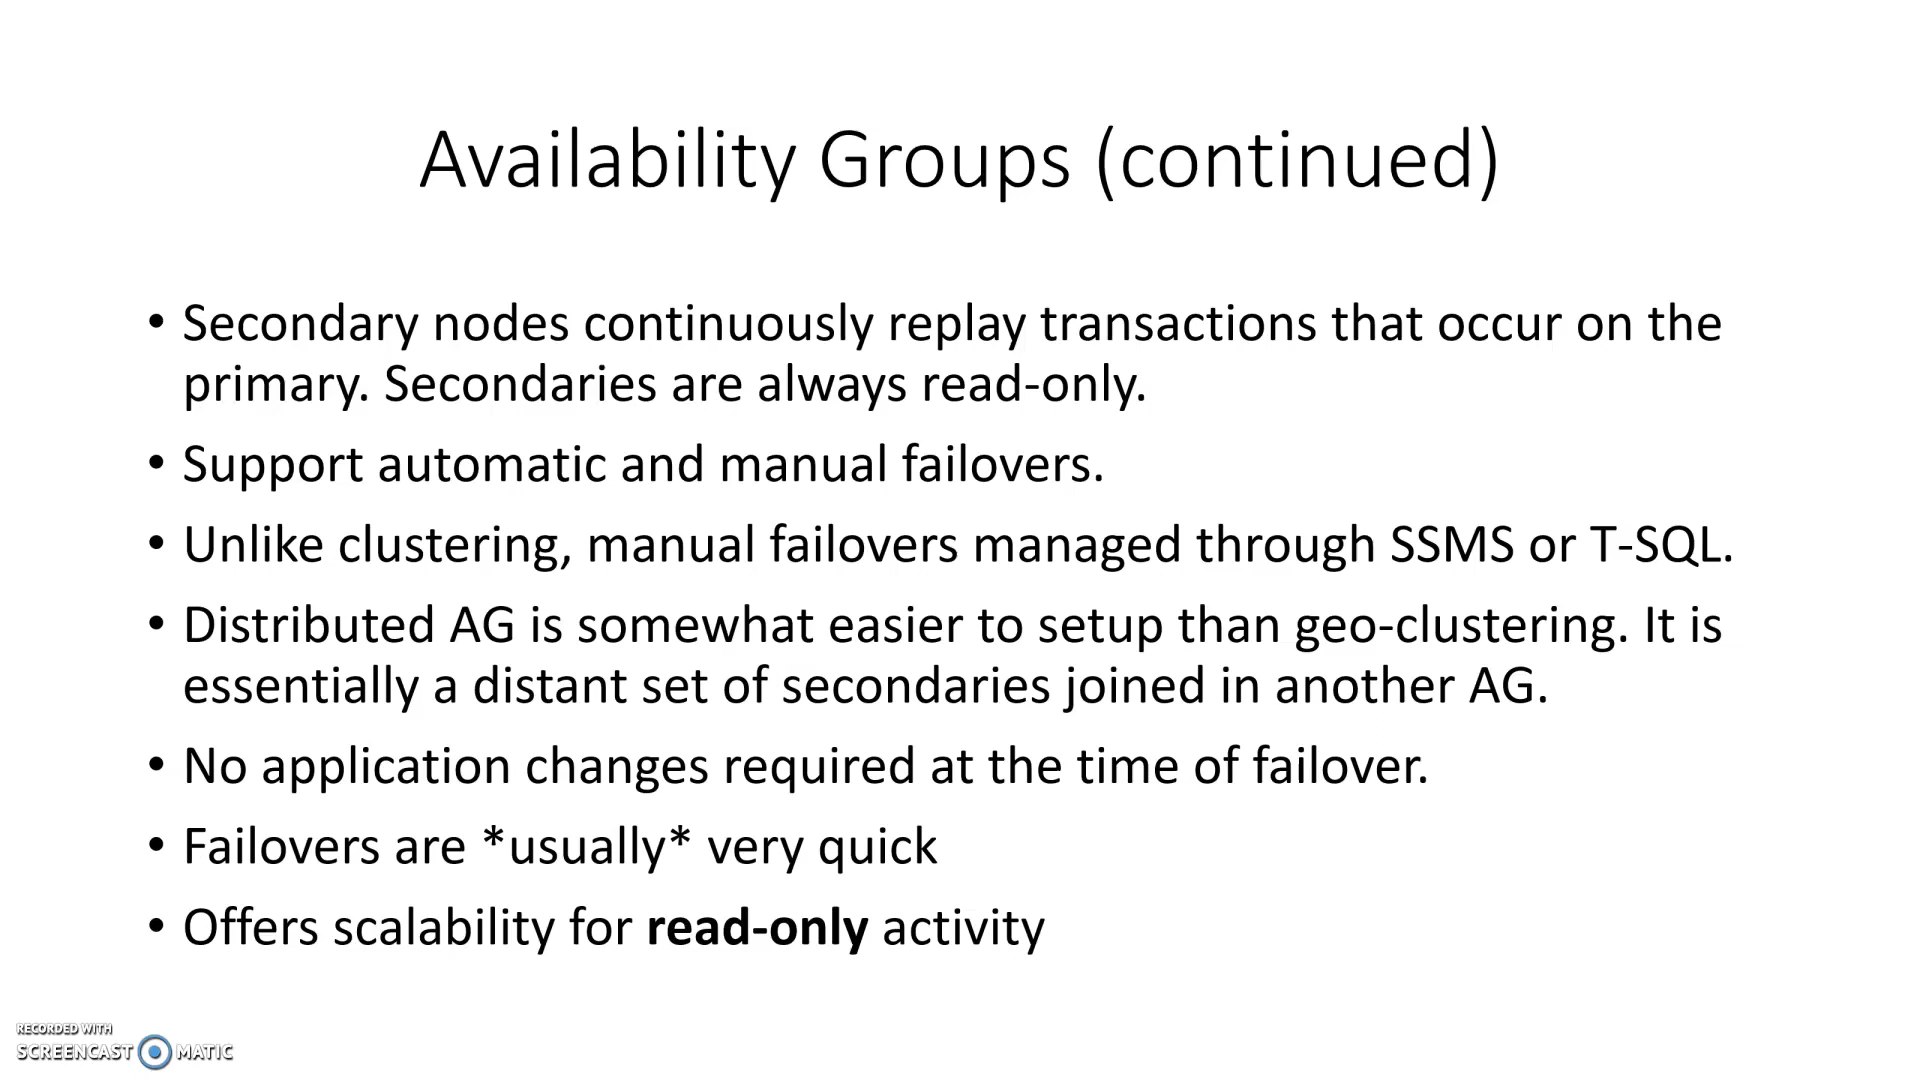 Availability Groups (continued)
• Secondary nodes continuously replay transactions that occur on the
primary. Secondaries are always read-only.
• Support automatic and manual failovers.
• Unlike clustering, manual failovers managed through SSMS or T-SQL.
• Distributed AG is somewhat easier to setup than geo-clustering. It is
essentially a distant set of secondaries joined in another AG.
• No application changes required at the time of failover.
• Failovers are *usually* very quick
• Offers scalability for read-only activity
RECORDED WITH
SCREENCAST MATIC